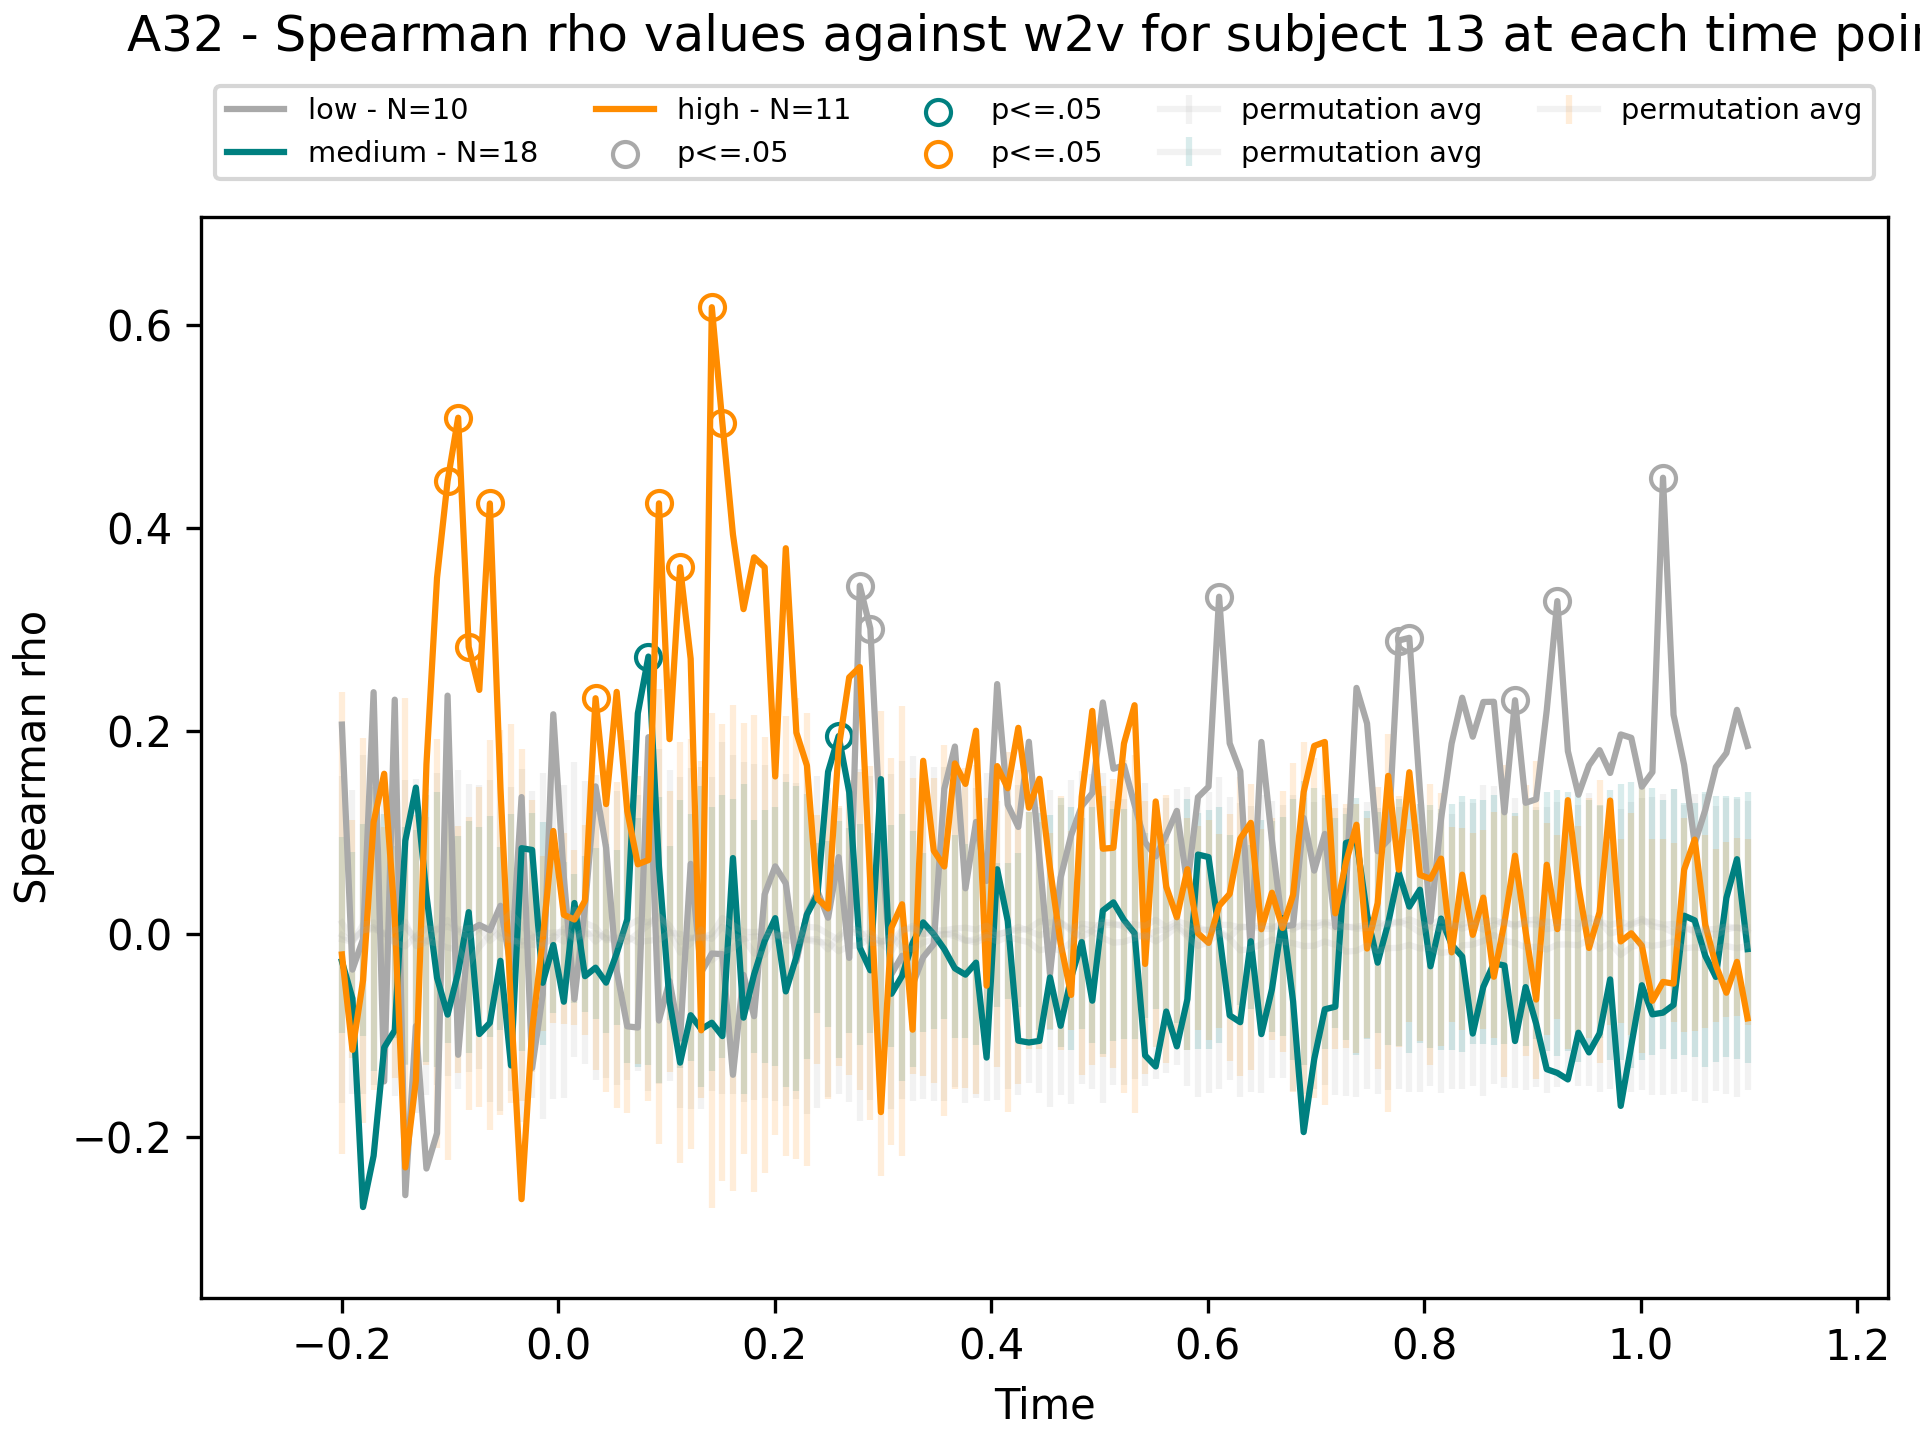 A32 - Spearman rho values against w2v for subject 13 at each time poi
low - N=10
medium - N=18
high - N=11
p<=.05
p<=.05
p<=.05
permutation avg
permutation avg
permutation avg
Spearman rho
0.6
0.4
0.2
0.0
−0.2
−0.2 0.0 0.2 0.4 0.6 0.8 1.0 1.2
Time